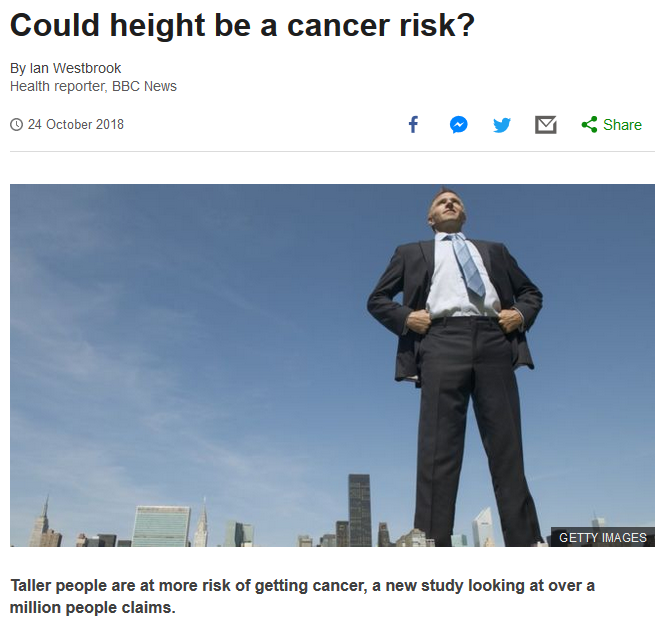 Could height be a cancer risk?
By Ian Westbrook
Health reporter, BBC News
24 October 2018
Share
GETTY IMAGES
Taller people are at more risk of getting cancer, a new study looking at over a
million people claims.